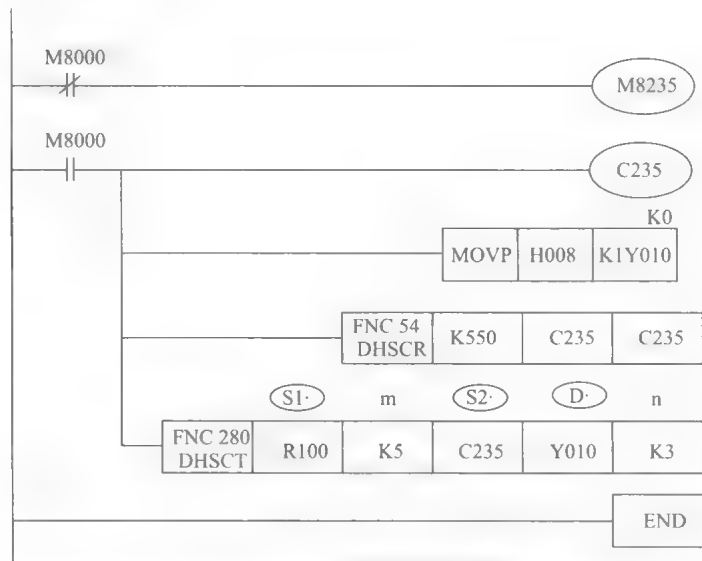 M8000
M8235
M8000
C235
K0
MOVP H008 K1Y010
FNC 54
DHSCR K550 C235 C235
S1· m S2· D· n
FNC 280
DHSCT R100 K5 C235 Y010 K3
END